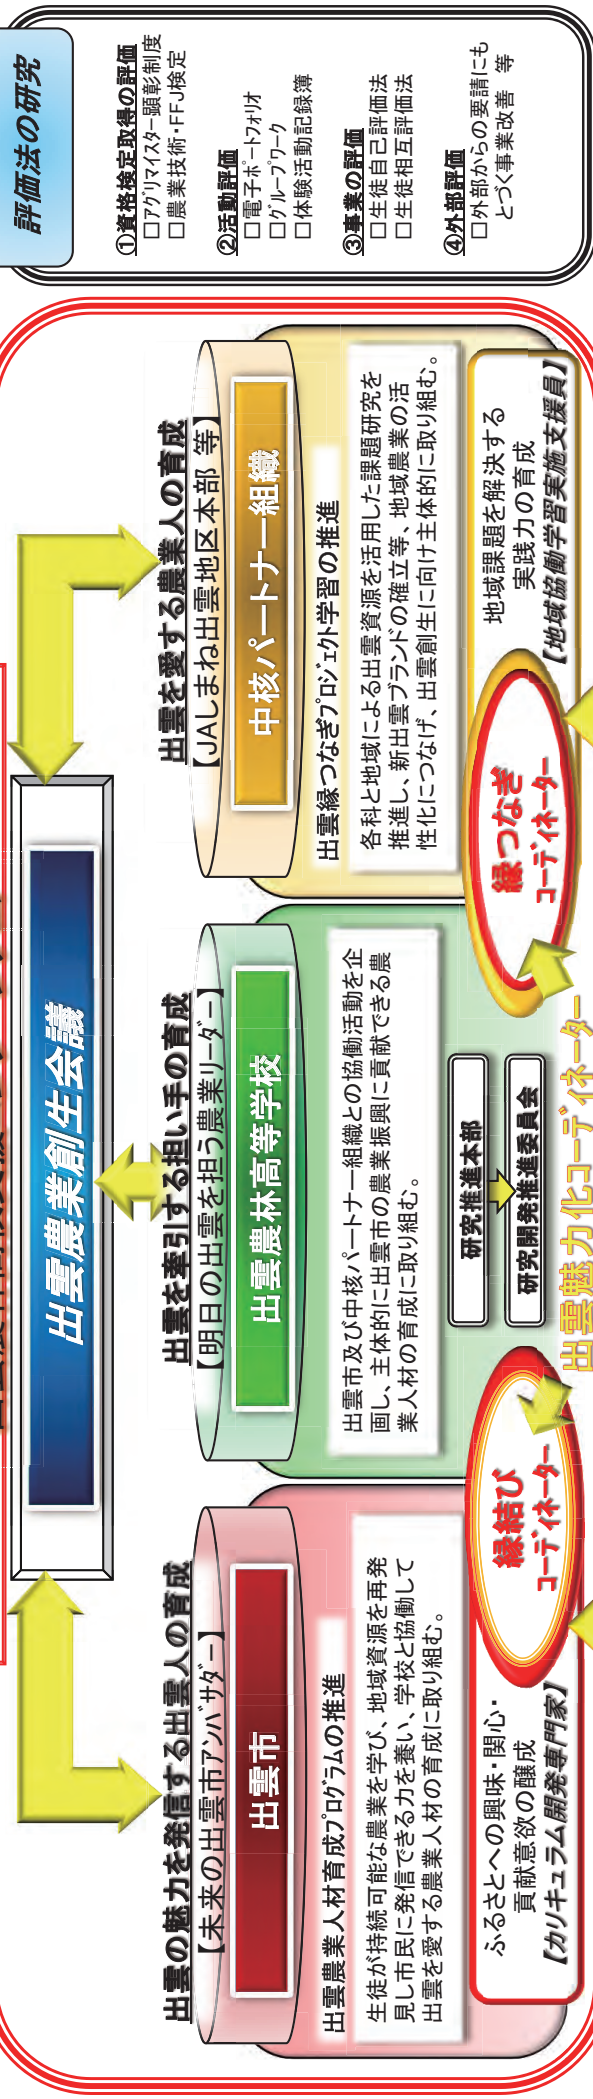 出雲農業創生会議
出雲の魅力を発信する出雲人の育成
【未来の出雲市アンバサダー】
出雲市
出雲農業人材育成プログラムの推進
生徒が持続可能な農業を学び、地域資源を再発
見し市民に発信できる力を養い、学校と協働して
出雲を愛する農業人材の育成に取り組む。
ふるさとへの興味・関心・
貢献意欲の醸成
【カリキュラム開発専門家】
縁結び
コーディネーター
出雲を牽引する担い手の育成
【明日の出雲を担う農業リーダー】
出雲農林高等学校
出雲市及び中核パートナー組織との協働活動を企
画し、主体的に出雲市の農業振興に貢献できる農
業人材の育成に取り組む。
研究推進本部
研究開発推進委員会
出雲魅力化コーディネーター
出雲を愛する農業人の育成
【JAしまね出雲地区本部 等】
中核パートナー組織
出雲縁つなぎプロジェクト学習の推進
各科と地域による出雲資源を活用した課題研究を
推進し、新出雲ブランドの確立等、地域農業の活
性化につなげ、出雲創生に向け主体的に取り組む。
縁つなぎ
コーディネーター
地域課題を解決する
実践力の育成
【地域協働学習実施支援員】
評価法の研究
①資格検定取得の評価
□アグリマイスター顕彰制度
□農業技術・FFJ検定
②活動評価
□電子ポートフォリオ
□グループワーク
□体験活動記録簿
③事業の評価
□生徒自己評価法
□生徒相互評価法
④外部評価
□外部からの要請にも
とづく事業改善 等